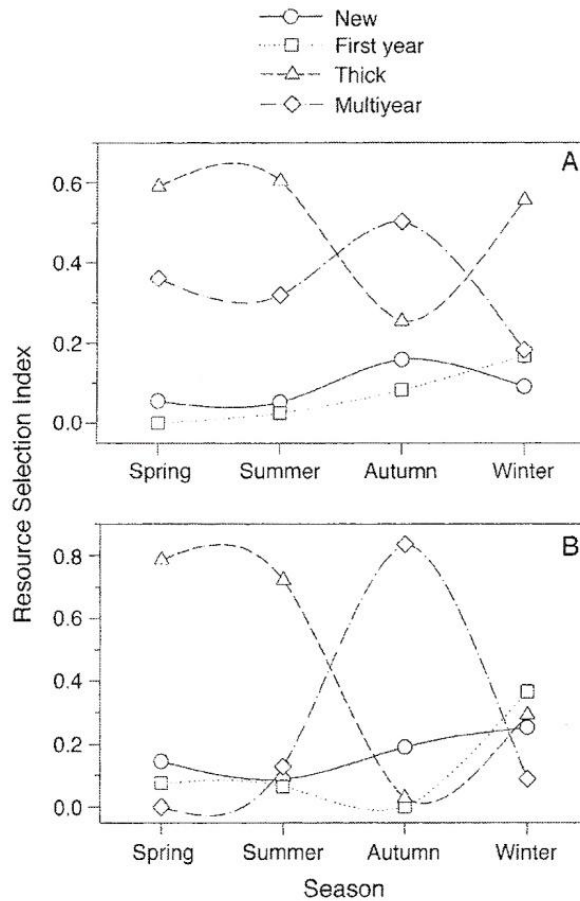 New
First year
Thick
Multiyear
A
0.6
0.4
0.2
0.0
Spring Summer Autumn Winter
Resource Selection Index
B
0.8
0.6
0.4
0.2
0.0
Spring Summer Autumn Winter
Season